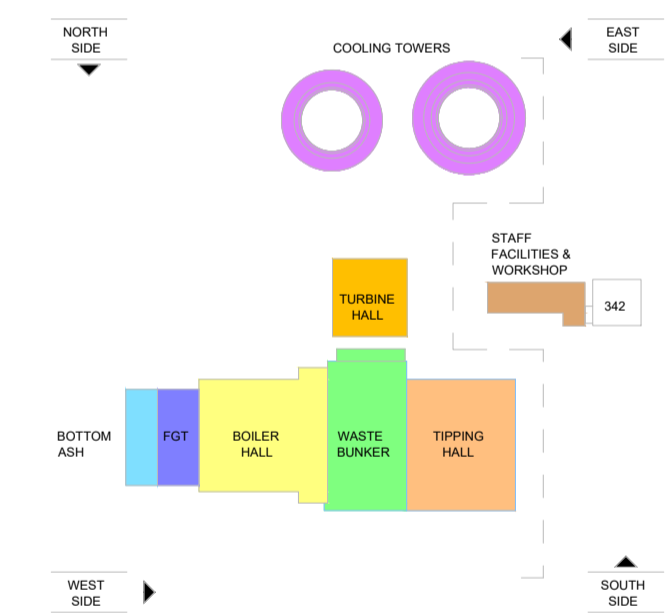 NORTH
SIDE
EAST
SIDE
COOLING TOWERS
STAFF
FACILITIES &
WORKSHOP
342
TURBINE
HALL
BOTTOM
ASH
FGT
BOILER
HALL
WASTE
BUNKER
TIPPING
HALL
WEST
SIDE
SOUTH
SIDE